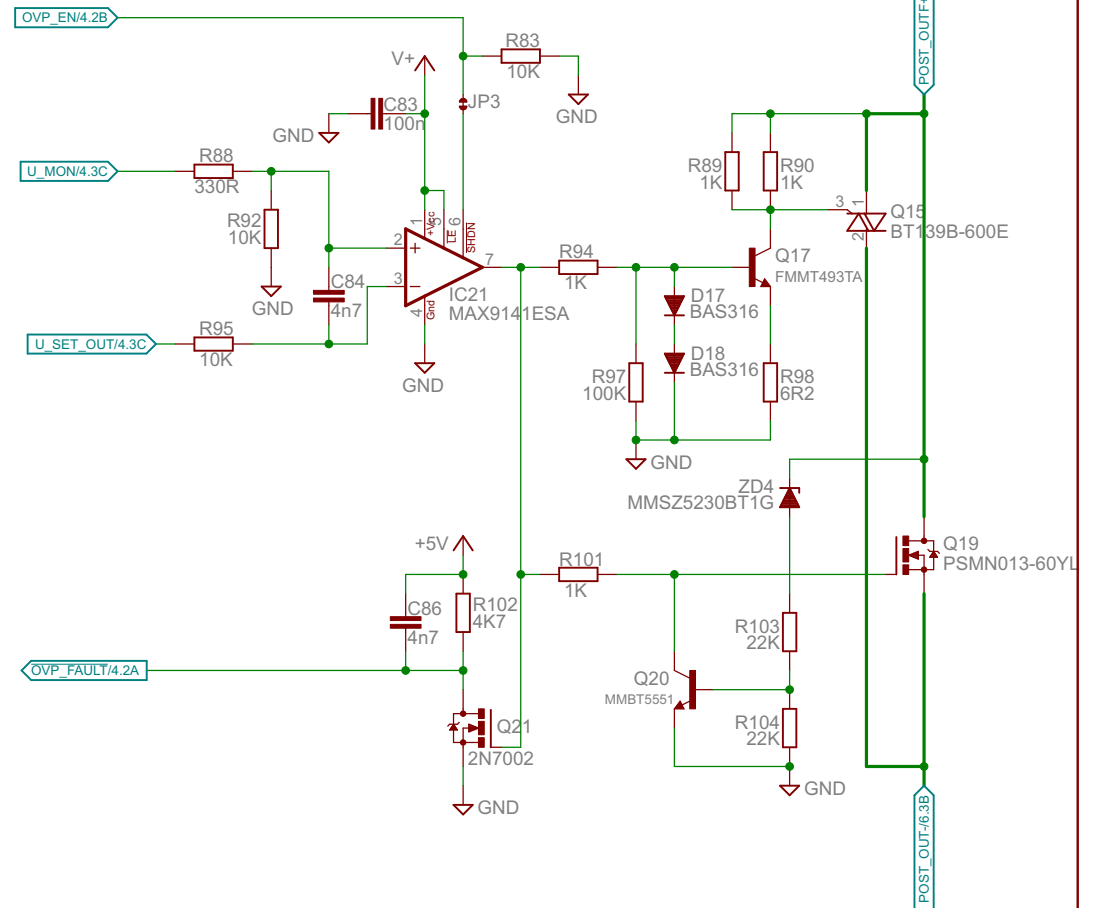 OVP_EN/4.2B
POST_OUTF+
V+
R83
10K
GND
C83
100n
GND
JP3
U_MON/4.3C
R88
330R
R92
10K
GND
1
+Vcc
5
LE
6
SHDN
2
+
3
−
7
4
Gnd
IC21
MAX9141ESA
GND
C84
4n7
U_SET_OUT/4.3C
R95
10K
R89
1K
R90
1K
3
1
2
Q15
BT139B-600E
R94
1K
Q17
FMMT493TA
D17
BAS316
D18
BAS316
R97
100K
R98
6R2
GND
ZD4
MMSZ5230BT1G
Q19
PSMN013-60YL
+5V
R101
1K
C86
4n7
R102
4K7
OVP_FAULT/4.2A
Q21
2N7002
GND
Q20
MMBT5551
R103
22K
R104
22K
GND
POST_OUT-/6.3B